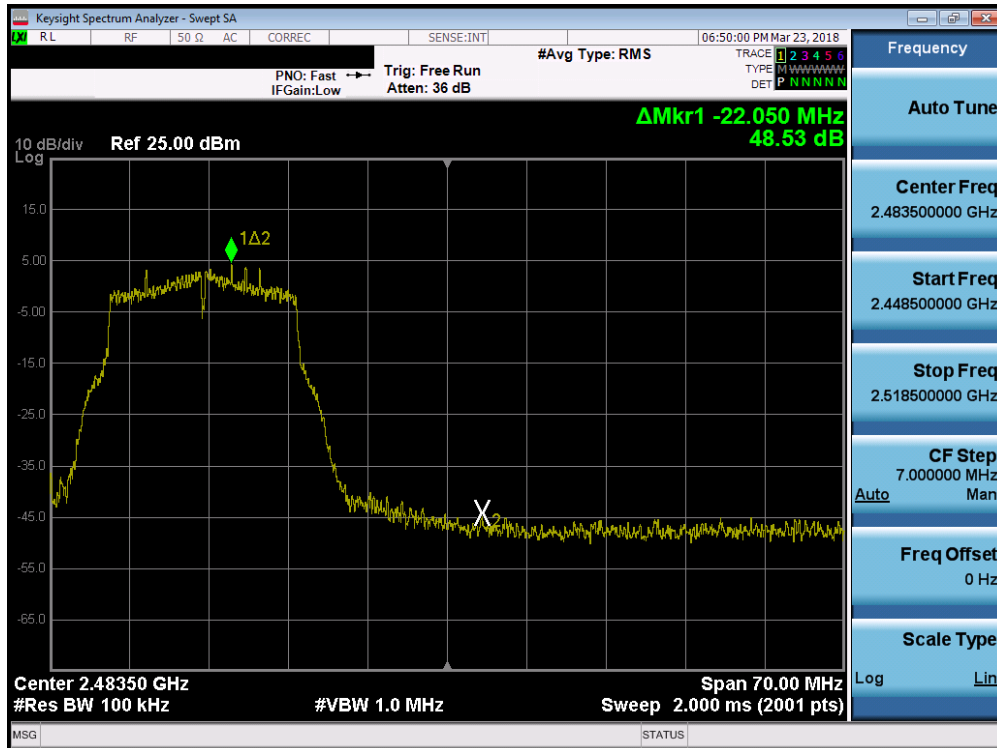 Keysight Spectrum Analyzer - Swept SA
LXI RL RF 50 Ω AC CORREC SENSE:INT 06:50:00 PM Mar 23, 2018
PNO: Fast
IFGain:Low
Trig: Free Run
Atten: 36 dB
#Avg Type: RMS
TRACE 1 2 3 4 5 6
TYPE M WWWWW
DET P N N N N N
ΔMkr1 -22.050 MHz
48.53 dB
10 dB/div
Log
Ref 25.00 dBm
15.0
5.00
-5.00
-15.0
-25.0
-35.0
-45.0
-55.0
-65.0
1Δ2
X2
Center 2.48350 GHz
#Res BW 100 kHz
#VBW 1.0 MHz
Span 70.00 MHz
Sweep 2.000 ms (2001 pts)
MSG
STATUS
Frequency
Auto Tune
Center Freq
2.483500000 GHz
Start Freq
2.448500000 GHz
Stop Freq
2.518500000 GHz
CF Step
7.000000 MHz
Auto Man
Freq Offset
0 Hz
Scale Type
Log Lin